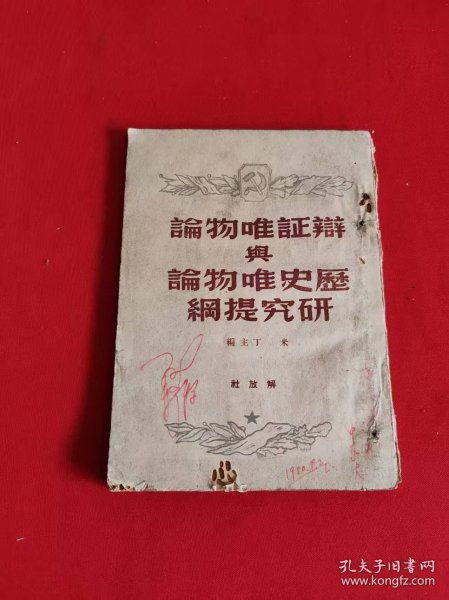 辯証唯物論
與
歷史唯物論
研究提綱
米丁主編
解放社
孔夫子旧书网
www.kongfz.com